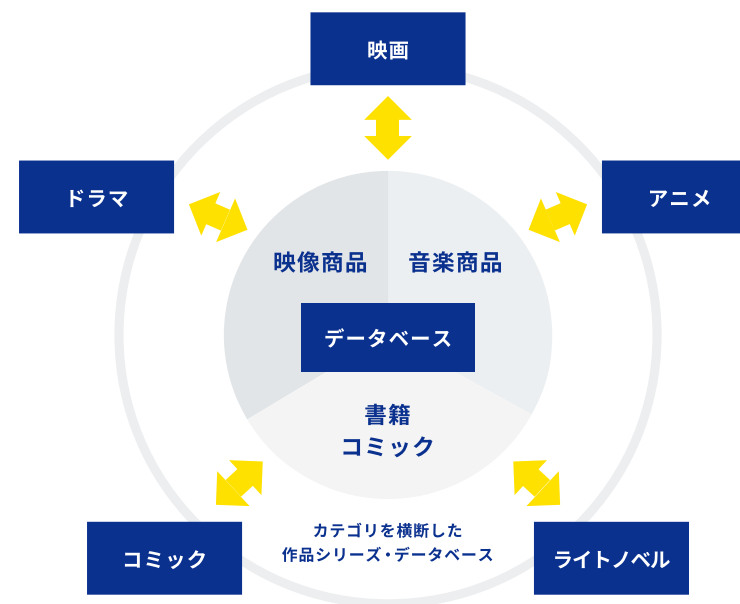 映画
ドラマ
アニメ
映像商品
音楽商品
データベース
書籍
コミック
コミック
カテゴリを横断した
作品シリーズ・データベース
ライトノベル